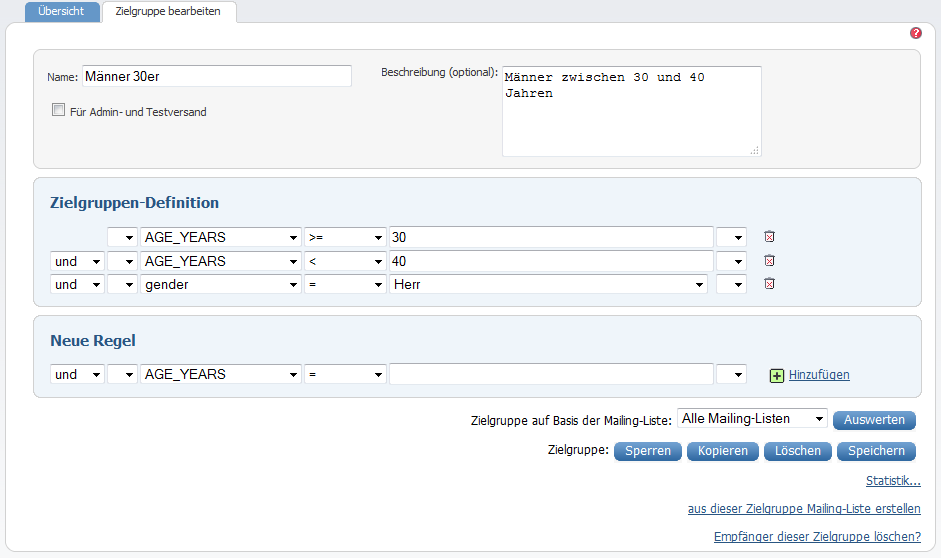 Übersicht Zielgruppe bearbeiten
?
Name: Männer 30er Beschreibung (optional): Männer zwischen 30 und 40
Jahren
Für Admin- und Testversand
Zielgruppen-Definition
AGE_YEARS >= 30
und AGE_YEARS < 40
und gender = Herr
Neue Regel
und AGE_YEARS = Hinzufügen
Zielgruppe auf Basis der Mailing-Liste: Alle Mailing-Listen Auswerten
Zielgruppe: Sperren Kopieren Löschen Speichern
Statistik...
aus dieser Zielgruppe Mailing-Liste erstellen
Empfänger dieser Zielgruppe löschen?